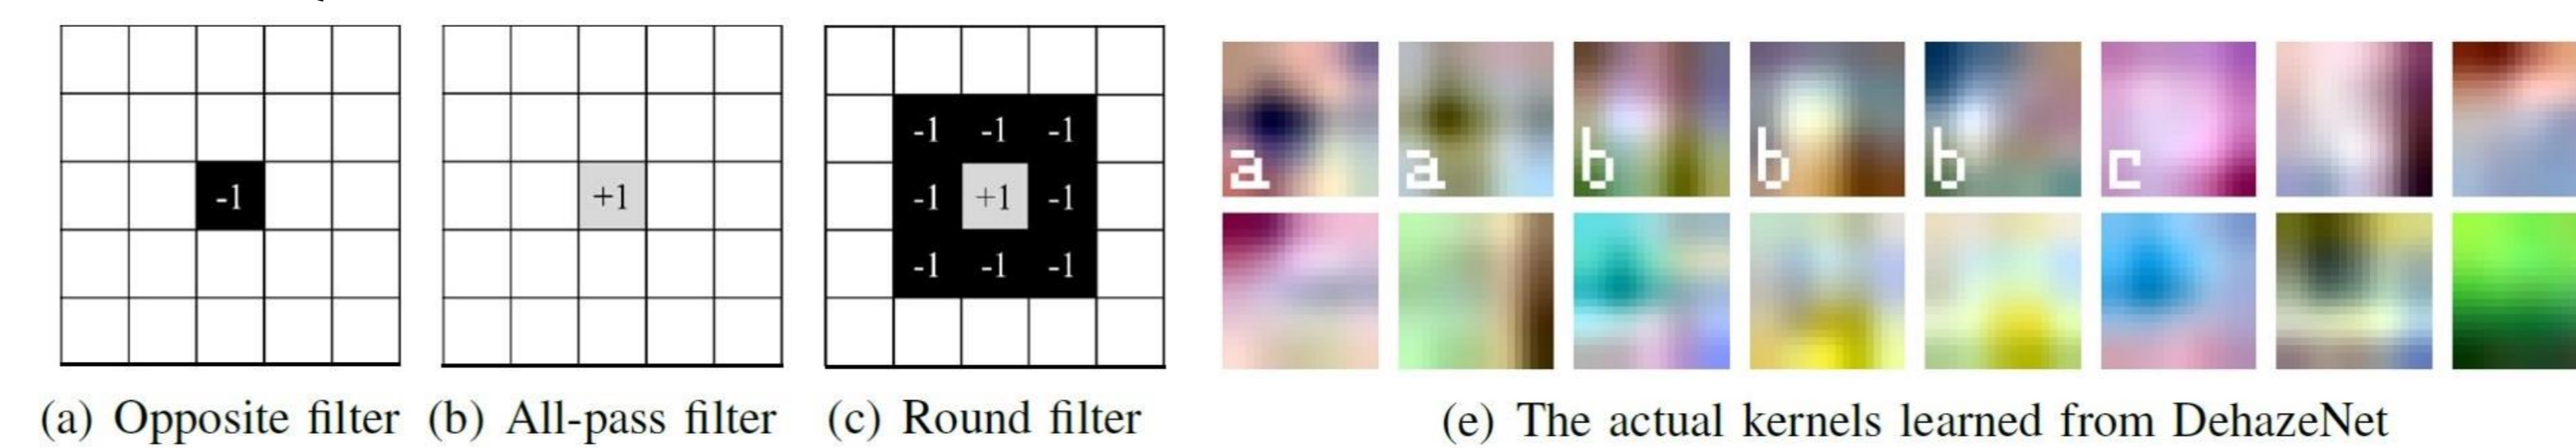 -1
+1
-1 -1 -1
-1 +1 -1
-1 -1 -1
a a b b b c
(a) Opposite filter
(b) All-pass filter
(c) Round filter
(e) The actual kernels learned from DehazeNet